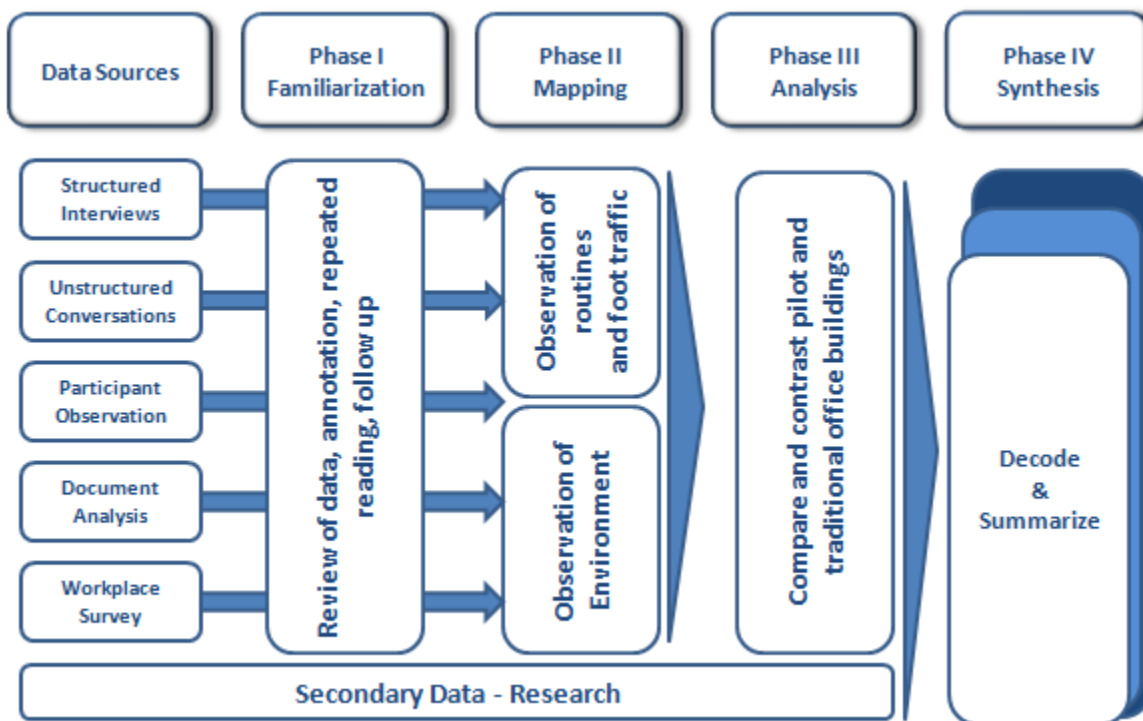 Data Sources
Phase I
Familiarization
Phase II
Mapping
Phase III
Analysis
Phase IV
Synthesis
Structured
Interviews
Unstructured
Conversations
Participant
Observation
Document
Analysis
Workplace
Survey
Review of data, annotation, repeated
reading, follow up
Observation of
routines
and foot traffic
Observation of
Environment
Compare and contrast pilot and
traditional office buildings
Decode
&
Summarize
Secondary Data - Research